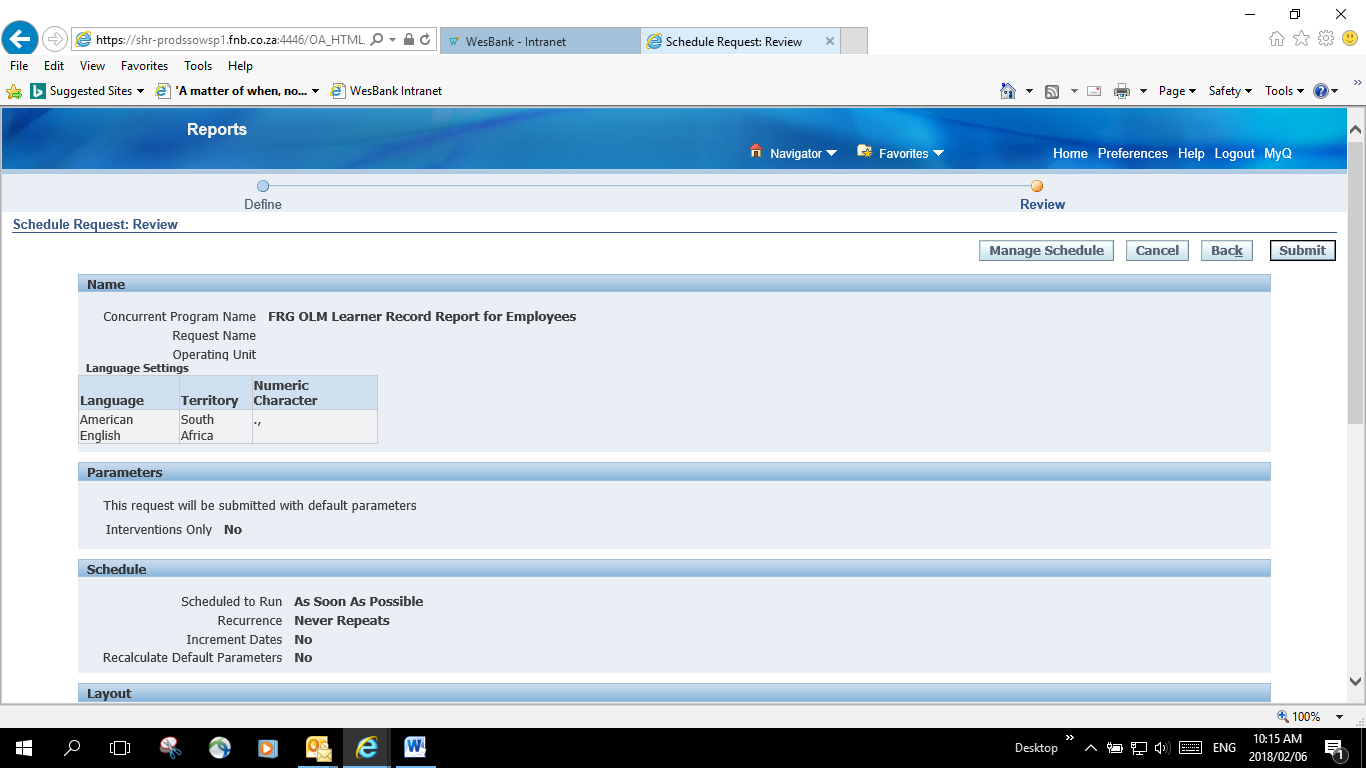 https://shr-prodssowsp1.fnb.co.za:4446/OA_HTML
WesBank - Intranet
Schedule Request: Review
File Edit View Favorites Tools Help
Suggested Sites 'A matter of when, no... WesBank Intranet
Page Safety Tools
Reports
Navigator Favorites Home Preferences Help Logout MyQ
Define Review
Schedule Request: Review
Manage Schedule Cancel Back Submit
Name
Concurrent Program Name FRG OLM Learner Record Report for Employees
Request Name
Operating Unit
Language Settings
Language Territory Numeric Character
American English South Africa .,
Parameters
This request will be submitted with default parameters
Interventions Only No
Schedule
Scheduled to Run As Soon As Possible
Recurrence Never Repeats
Increment Dates No
Recalculate Default Parameters No
Layout
100%
Desktop ENG 10:15 AM
2018/02/06 1